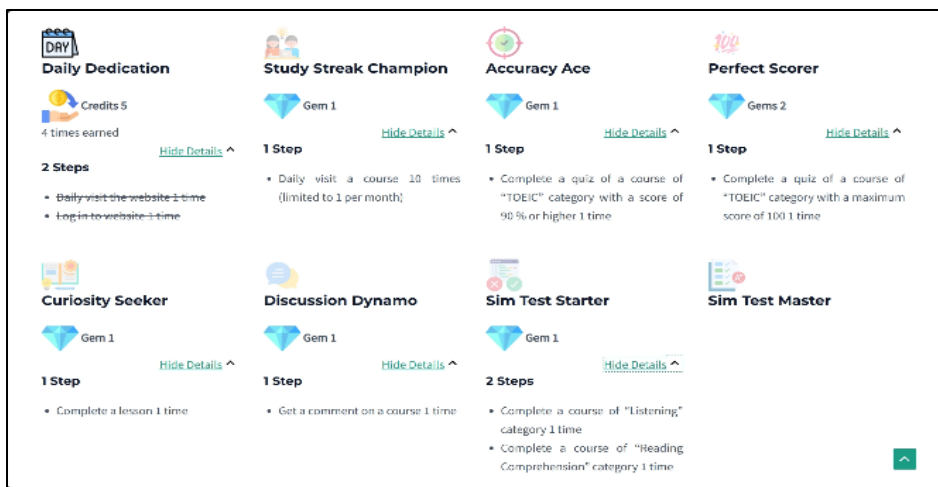 DAY
Daily Dedication
Credits 5
4 times earned
Hide Details
2 Steps
• Daily visit the website 1 time
• Log in to website 1 time
Study Streak Champion
Gem 1
Hide Details
1 Step
• Daily visit a course 10 times
(limited to 1 per month)
Accuracy Ace
Gem 1
Hide Details
1 Step
• Complete a quiz of a course of
"TOEIC" category with a score of
90 % or higher 1 time
100
Perfect Scorer
Gems 2
Hide Details
1 Step
• Complete a quiz of a course of
"TOEIC" category with a maximum
score of 100 1 time
Curiosity Seeker
Gem 1
Hide Details
1 Step
• Complete a lesson 1 time
Discussion Dynamo
Gem 1
Hide Details
1 Step
• Get a comment on a course 1 time
Sim Test Starter
Gem 1
Hide Details
2 Steps
• Complete a course of "Listening"
category 1 time
• Complete a course of "Reading
Comprehension" category 1 time
Sim Test Master